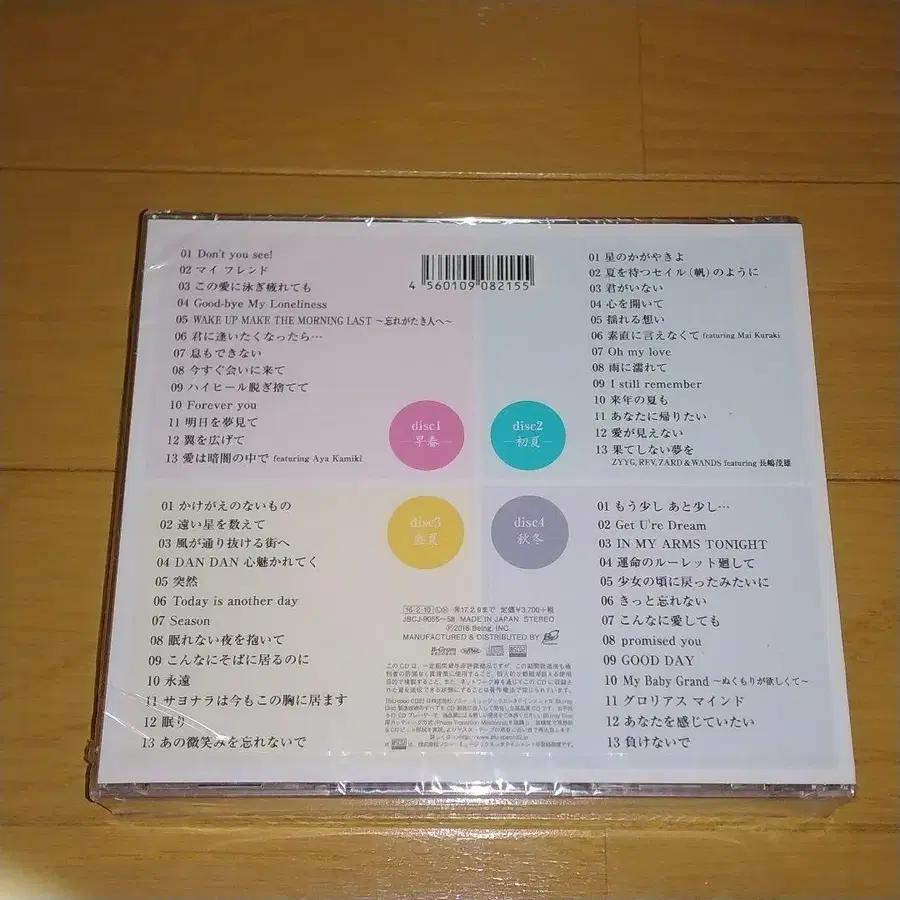 01 Don't you see!
02 マイ フレンド
03 この愛に泳ぎ疲れても
04 Good-bye My Loneliness
05 WAKE UP MAKE THE MORNING LAST ～忘れがたき人へ～
06 君に逢いたくなったら…
07 息もできない
08 今すぐ会いに来て
09 ハイヒール脱ぎ捨てて
10 Forever you
11 明日を夢見て
12 翼を広げて
13 愛は暗闇の中で featuring Aya Kamiki
disc1
早春
4 560109 082155
01 星のかがやきよ
02 夏を待つセイル(帆)のように
03 君がいない
04 心を開いて
05 揺れる想い
06 素直に言えなくて featuring Mai Kuraki
07 Oh my love
08 雨に濡れて
09 I still remember
10 来年の夏も
11 あなたに帰りたい
12 愛が見えない
13 果てしない夢を
ZYYG, REV, ZARD & WANDS featuring 長嶋茂雄
disc2
初夏
01 かけがえのないもの
02 遠い星を数えて
03 風が通り抜ける街へ
04 DAN DAN 心魅かれてく
05 突然
06 Today is another day
07 Season
08 眠れない夜を抱いて
09 こんなにそばに居るのに
10 永遠
11 サヨナラは今もこの胸に居ます
12 眠り
13 あの微笑みを忘れないで
disc3
盛夏
disc4
秋冬
01 もう少し あと少し…
02 Get U're Dream
03 IN MY ARMS TONIGHT
04 運命のルーレット廻して
05 少女の頃に戻ったみたいに
06 きっと忘れない
07 こんなに愛しても
08 promised you
09 GOOD DAY
10 My Baby Grand ～ぬくもりが欲しくて～
11 グロリアス マインド
12 あなたを感じていたい
13 負けないで
16·2·10 17.2.9まで 定価¥3,700+税
JBCJ-9055～58 MADE IN JAPAN STEREO
Ⓟ2016 Being, INC.
MANUFACTURED & DISTRIBUTED BY
B-Gram